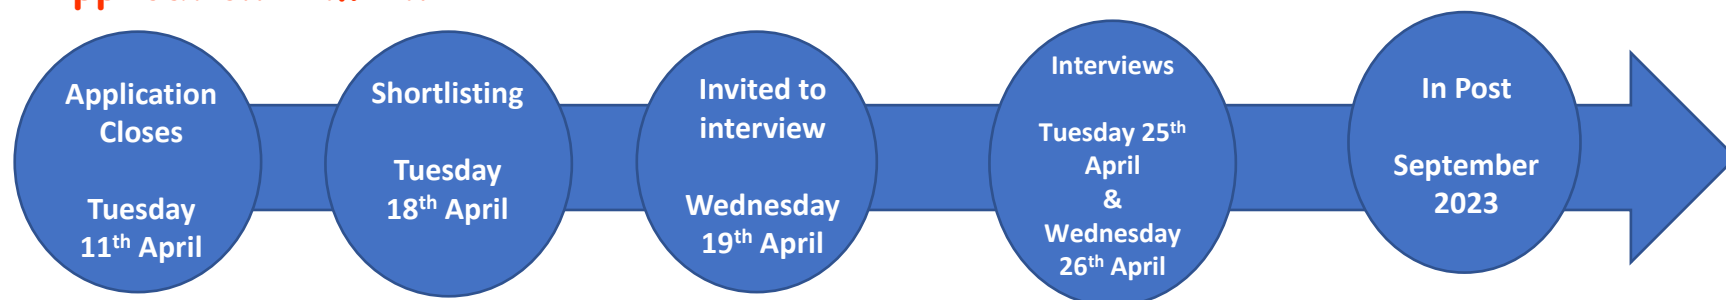 Application
Closes
Tuesday
11th April
Shortlisting
Tuesday
18th April
Invited to
interview
Wednesday
19th April
Interviews
Tuesday 25th
April
&
Wednesday
26th April
In Post
September
2023